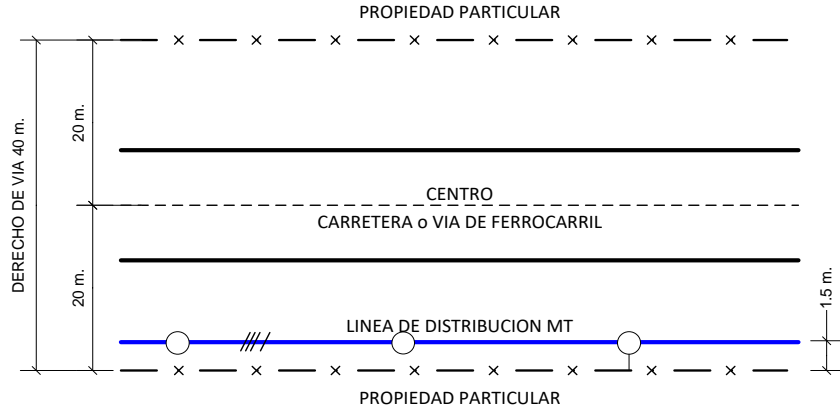 PROPIEDAD PARTICULAR
DERECHO DE VIA 40 m.
20 m.
20 m.
CENTRO
CARRETERA o VIA DE FERROCARRIL
LINEA DE DISTRIBUCION MT
1.5 m.
PROPIEDAD PARTICULAR